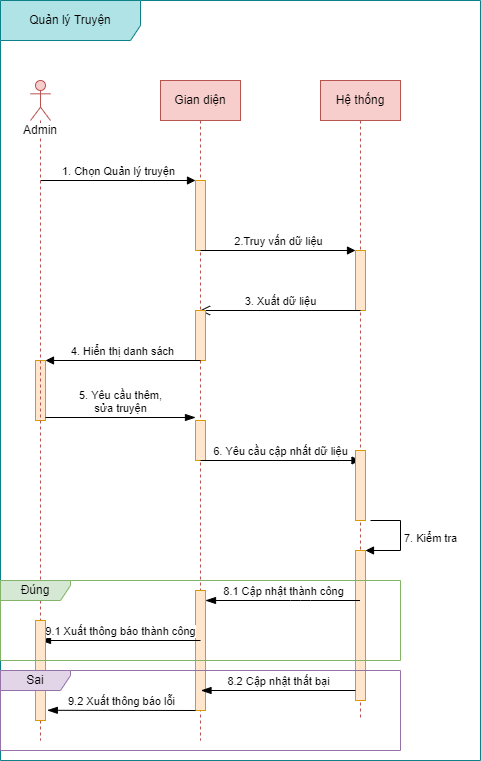 Quản lý Truyện
Admin
Gian diện
Hệ thống
1. Chọn Quản lý truyện
2.Truy vấn dữ liệu
3. Xuất dữ liệu
4. Hiển thị danh sách
5. Yêu cầu thêm,
sửa truyện
6. Yêu cầu cập nhất dữ liệu
7. Kiểm tra
Đúng
8.1 Cập nhật thành công
9.1 Xuất thông báo thành công
Sai
8.2 Cập nhật thất bại
9.2 Xuất thông báo lỗi